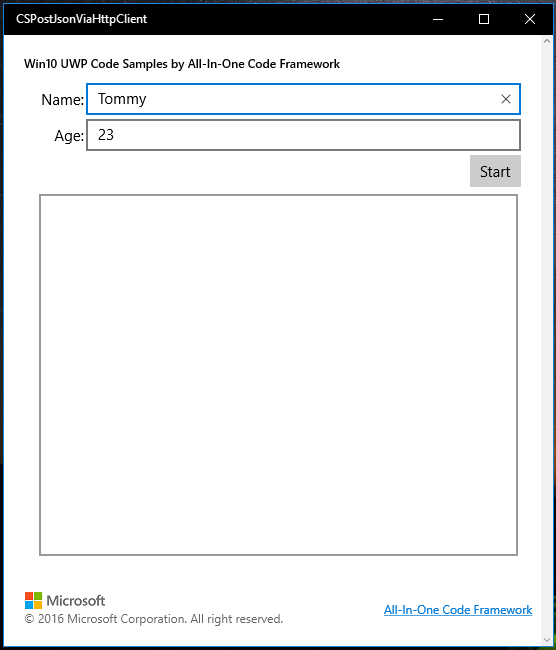 CSPostJsonViaHttpClient
Win10 UWP Code Samples by All-In-One Code Framework
Name: Tommy
Age: 23
Start
Microsoft
© 2016 Microsoft Corporation. All right reserved.
All-In-One Code Framework